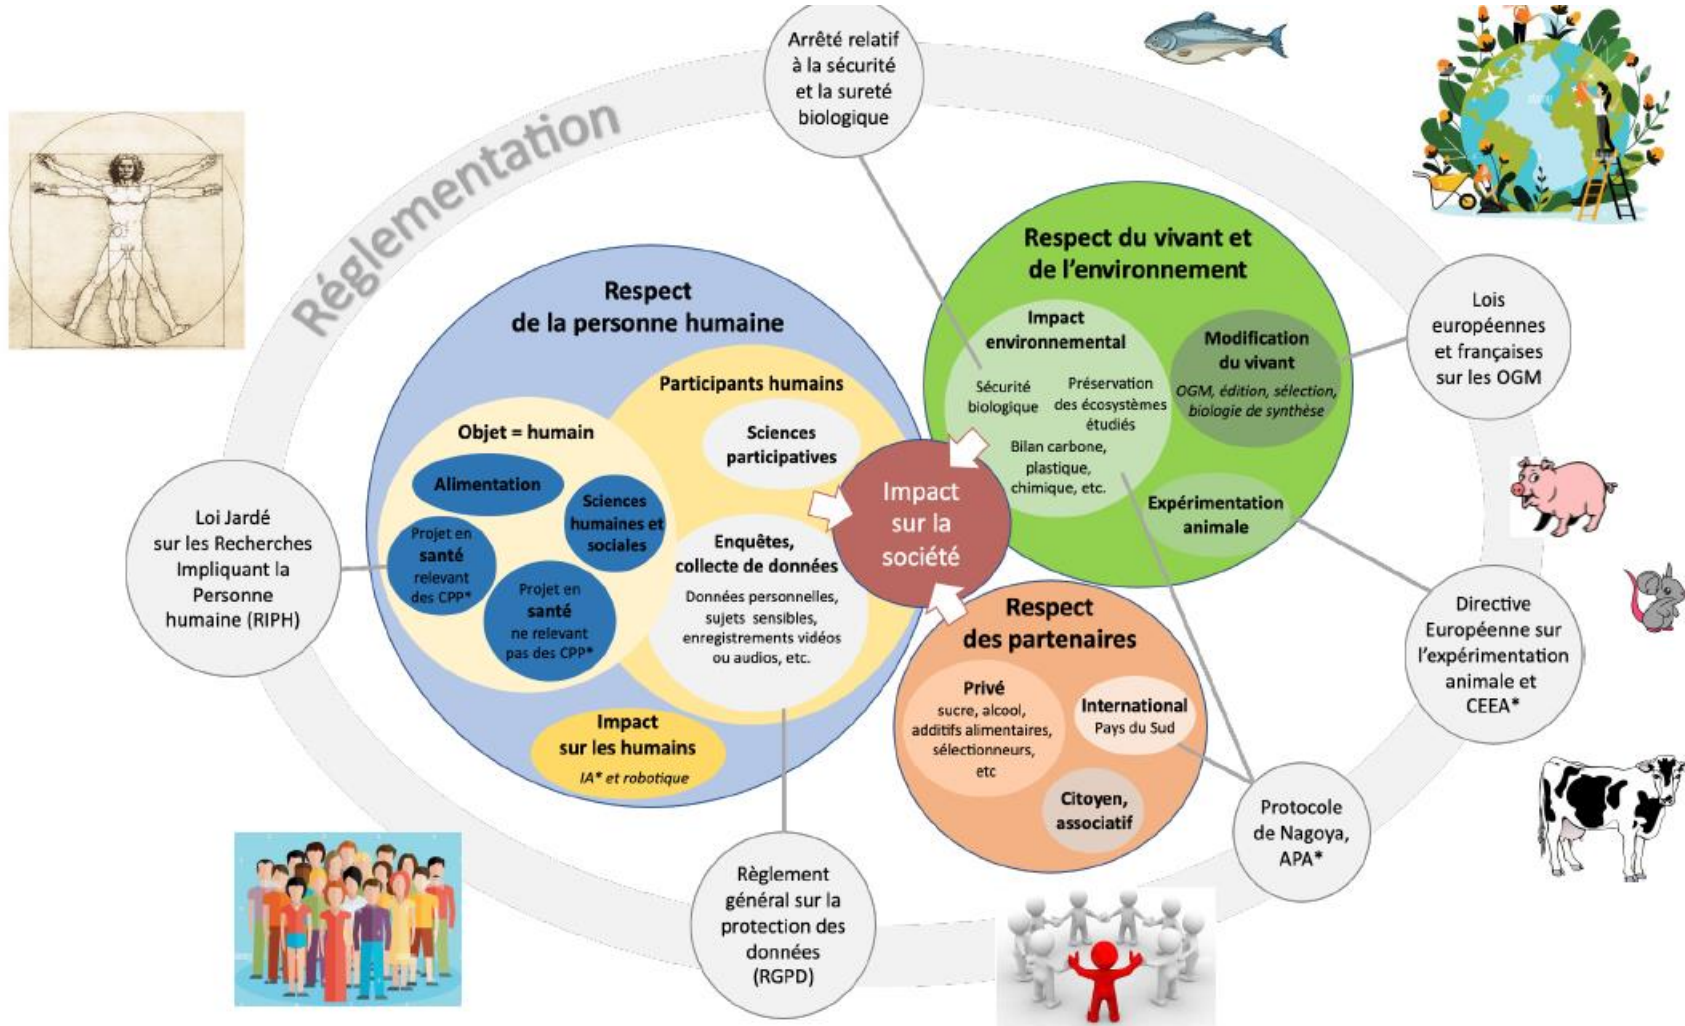 Réglementation
Arrêté relatif
à la sécurité
et la sureté
biologique
Respect du vivant et
de l'environnement
Impact
environnemental
Sécurité
biologique
Préservation
des écosystèmes
étudiés
Bilan carbone,
plastique,
chimique, etc.
Modification
du vivant
OGM, édition, sélection,
biologie de synthèse
Expérimentation
animale
Lois
européennes
et françaises
sur les OGM
Respect
de la personne humaine
Participants humains
Sciences
participatives
Objet = humain
Alimentation
Sciences
humaines et
sociales
Projet en
santé
relevant
des CPP*
Projet en
santé
ne relevant
pas des CPP*
Enquêtes,
collecte de données
Données personnelles,
sujets sensibles,
enregistrements vidéos
ou audios, etc.
Impact
sur les humains
IA* et robotique
Impact
sur la
société
Loi Jardé
sur les Recherches
Impliquant la
Personne
humaine (RIPH)
Respect
des partenaires
Privé
sucre, alcool,
additifs alimentaires,
sélectionneurs,
etc
International
Pays du Sud
Citoyen,
associatif
Directive
Européenne sur
l'expérimentation
animale et
CEEA*
Protocole
de Nagoya,
APA*
Règlement
général sur la
protection des
données
(RGPD)